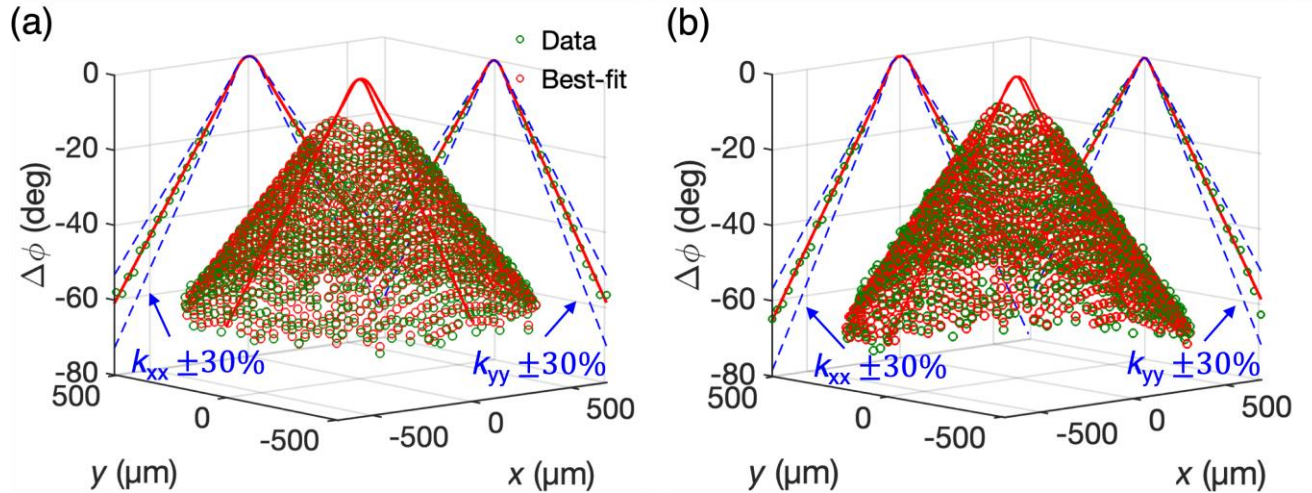 (a)
Data
Best-fit
Δϕ (deg)
0
-20
-40
-60
-80
k_xx ±30%
k_yy ±30%
500
0
-500
y (µm)
-500
0
500
x (µm)
(b)
Δϕ (deg)
0
-20
-40
-60
-80
k_xx ±30%
k_yy ±30%
500
0
-500
y (µm)
-500
0
500
x (µm)